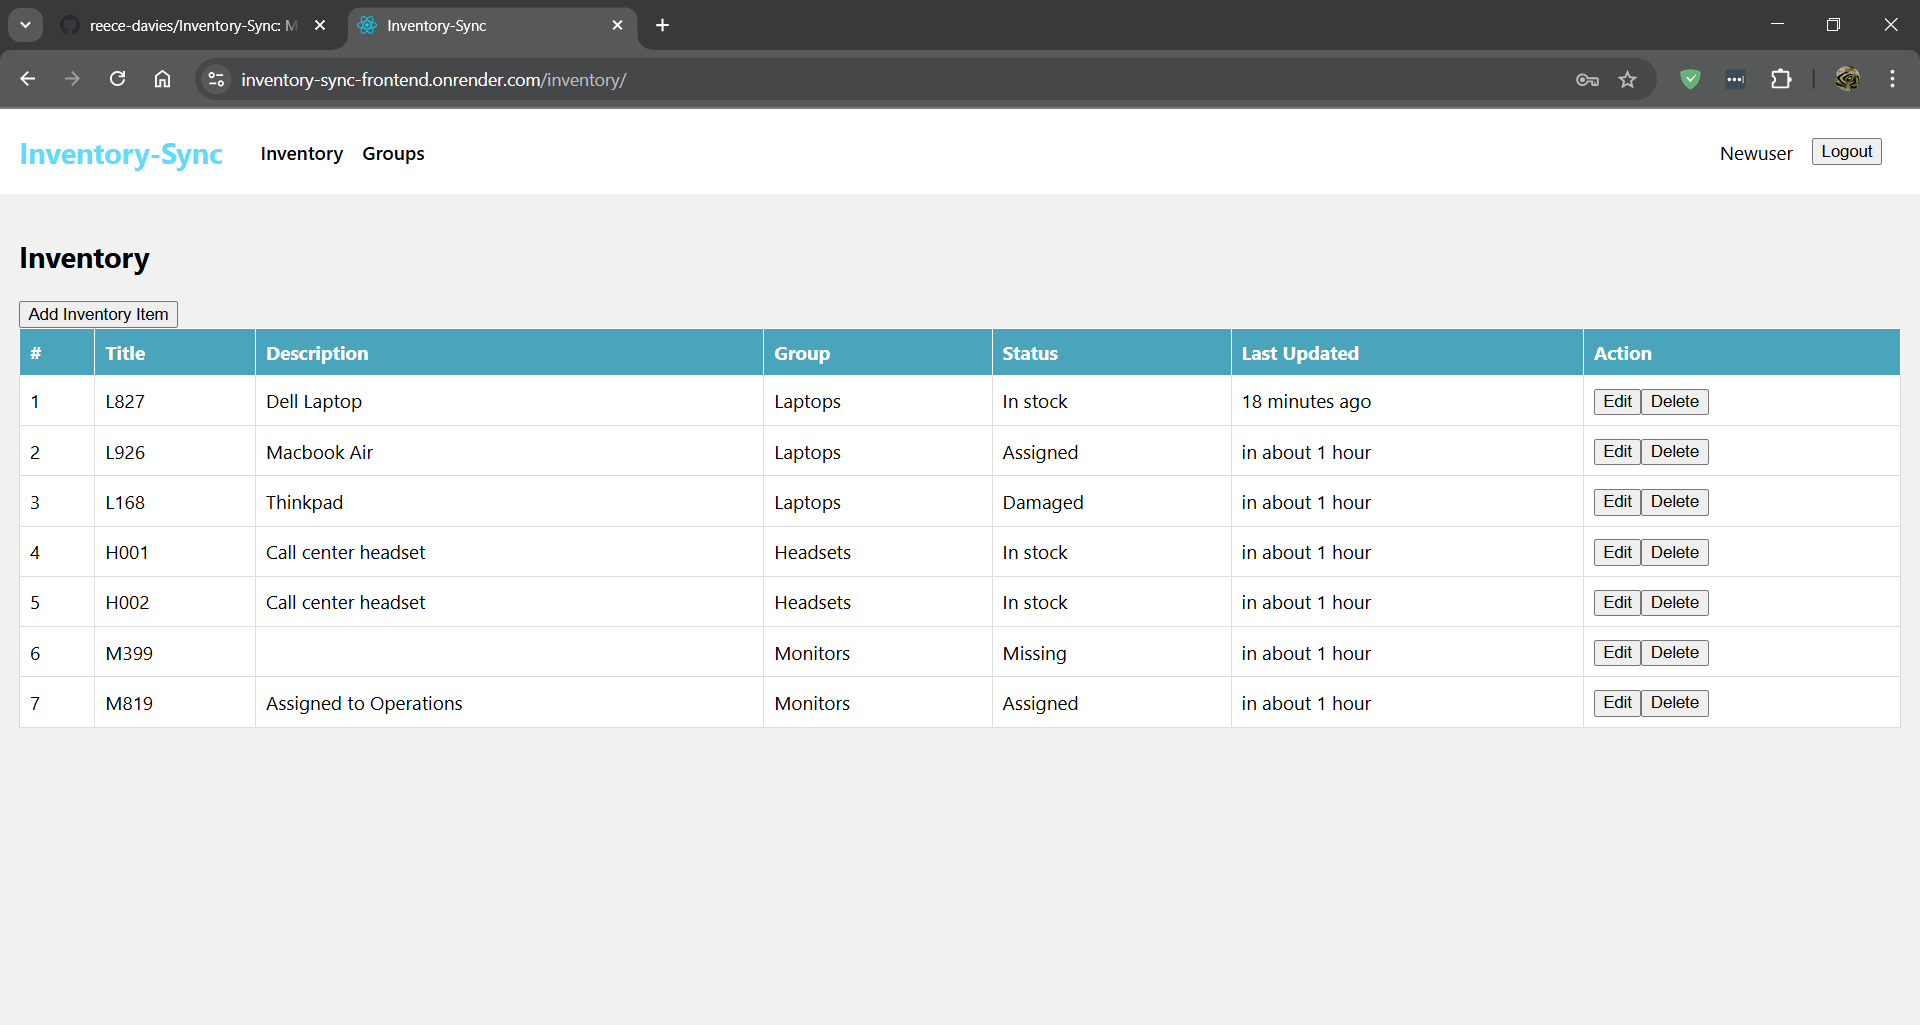 reece-davies/Inventory-Sync: M
Inventory-Sync
inventory-sync-frontend.onrender.com/inventory/
Inventory-Sync Inventory Groups Newuser Logout
Inventory
Add Inventory Item
# Title Description Group Status Last Updated Action
1 L827 Dell Laptop Laptops In stock 18 minutes ago Edit Delete
2 L926 Macbook Air Laptops Assigned in about 1 hour Edit Delete
3 L168 Thinkpad Laptops Damaged in about 1 hour Edit Delete
4 H001 Call center headset Headsets In stock in about 1 hour Edit Delete
5 H002 Call center headset Headsets In stock in about 1 hour Edit Delete
6 M399 Monitors Missing in about 1 hour Edit Delete
7 M819 Assigned to Operations Monitors Assigned in about 1 hour Edit Delete